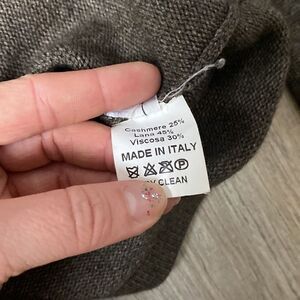 Cashmere 25%
Lana 45%
Viscosa 30%
MADE IN ITALY
P
CLEAN